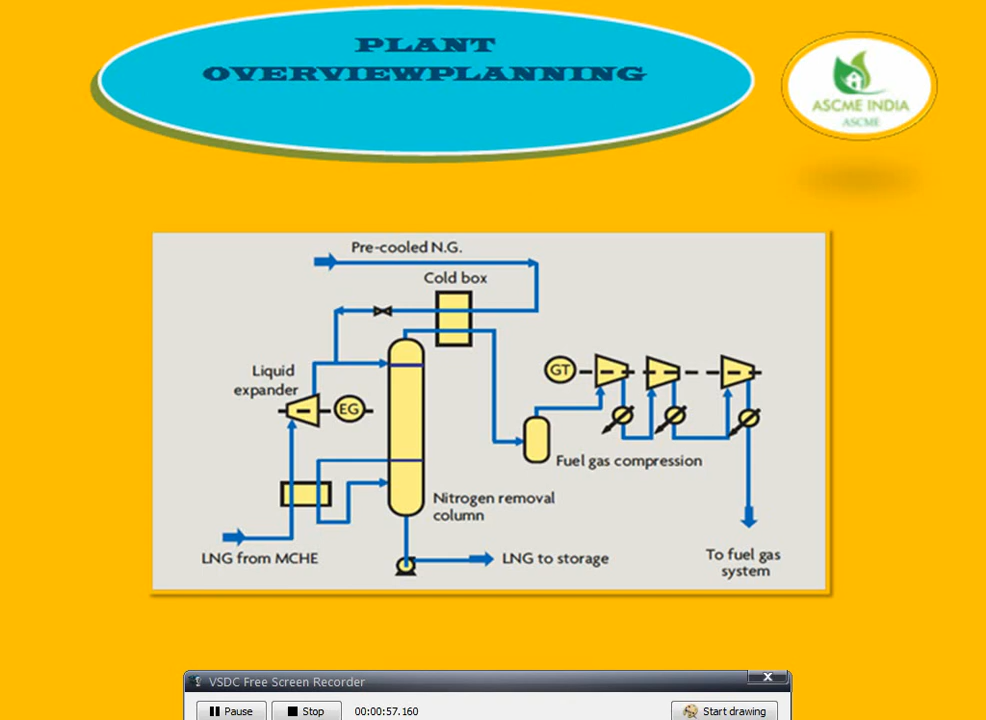 PLANT
OVERVIEWPLANNING
ASCME INDIA
ASCME
Pre-cooled N.G.
Cold box
Liquid
expander
EG
GT
Fuel gas compression
Nitrogen removal
column
LNG from MCHE
LNG to storage
To fuel gas
system
VSDC Free Screen Recorder
X
Pause
Stop
00:00:57.160
Start drawing